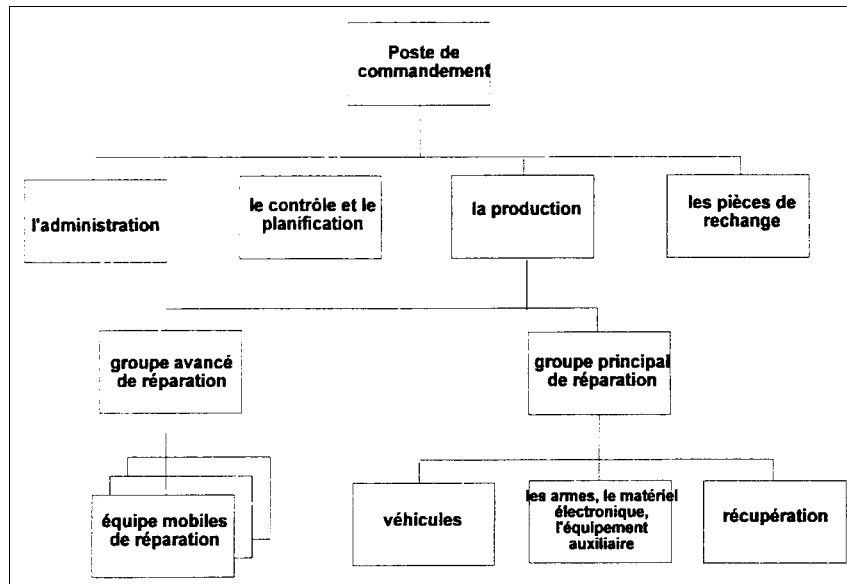 Poste de
commandement
l'administration
le contrôle et le
planification
la production
les pièces de
rechange
groupe avancé
de réparation
groupe principal
de réparation
équipe mobiles
de réparation
véhicules
les armes, le matériel
électronique,
l'équipement
auxiliaire
récupération